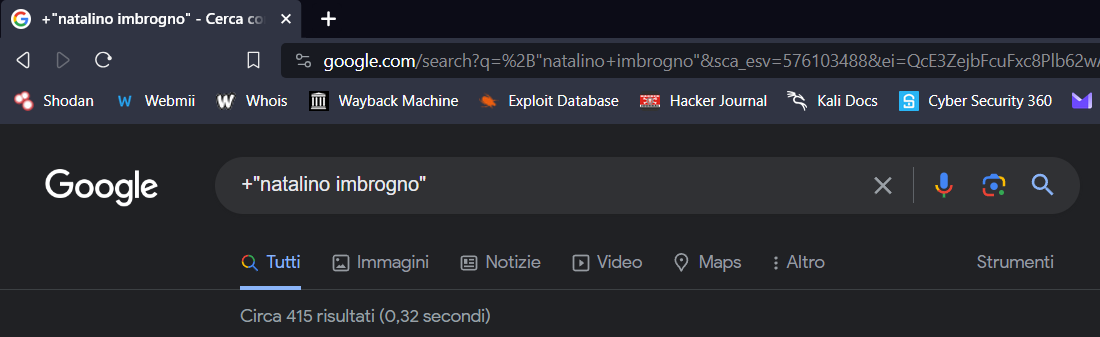 +"natalino imbrogno" - Cerca co
google.com/search?q=%2B"natalino+imbrogno"&sca_esv=576103488&ei=QcE3ZejbFcuFxc8Plb62wA
Shodan W Webmii W Whois Wayback Machine Exploit Database Hacker Journal Kali Docs Cyber Security 360
Google +"natalino imbrogno"
Tutti Immagini Notizie Video Maps Altro Strumenti
Circa 415 risultati (0,32 secondi)